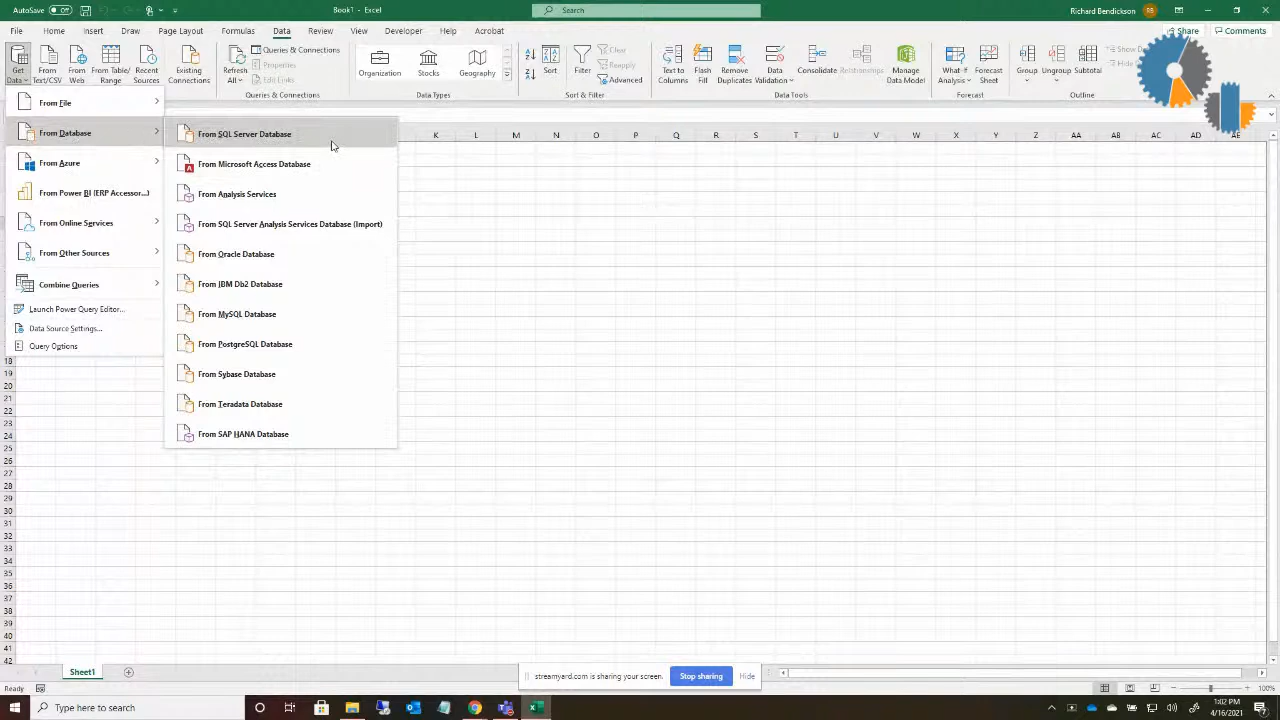 AutoSave Off
Book1 - Excel
Search
Richard Bendickson RB
File Home Insert Draw Page Layout Formulas Data Review View Developer Help Acrobat
Share Comments
Get Data
From Text/CSV
From Web
From Table/ Range
Recent Sources
Existing Connections
Refresh All
Queries & Connections
Properties
Edit Links
Queries & Connections
Organization
Stocks
Geography
Data Types
Sort
Filter
Clear
Reapply
Advanced
Sort & Filter
Text to Columns
Flash Fill
Remove Duplicates
Data Validation
Consolidate
Relationships
Manage Data Model
Data Tools
What-If Analysis
Forecast Sheet
Forecast
Group
Ungroup
Subtotal
Outline
From File
From Database
From Azure
From Power BI (ERP Accessor...)
From Online Services
From Other Sources
Combine Queries
Launch Power Query Editor...
Data Source Settings...
Query Options
From SQL Server Database
From Microsoft Access Database
From Analysis Services
From SQL Server Analysis Services Database (Import)
From Oracle Database
From IBM Db2 Database
From MySQL Database
From PostgreSQL Database
From Sybase Database
From Teradata Database
From SAP HANA Database
K L M N O P Q R S T U V W X Y Z AA AB AC AD AE
18
19
20
21
22
23
24
25
26
27
28
29
30
31
32
33
34
35
36
37
38
39
40
41
42
Sheet1
streamyard.com is sharing your screen.
Stop sharing
Hide
Ready
100%
Type here to search
1:02 PM
4/16/2021